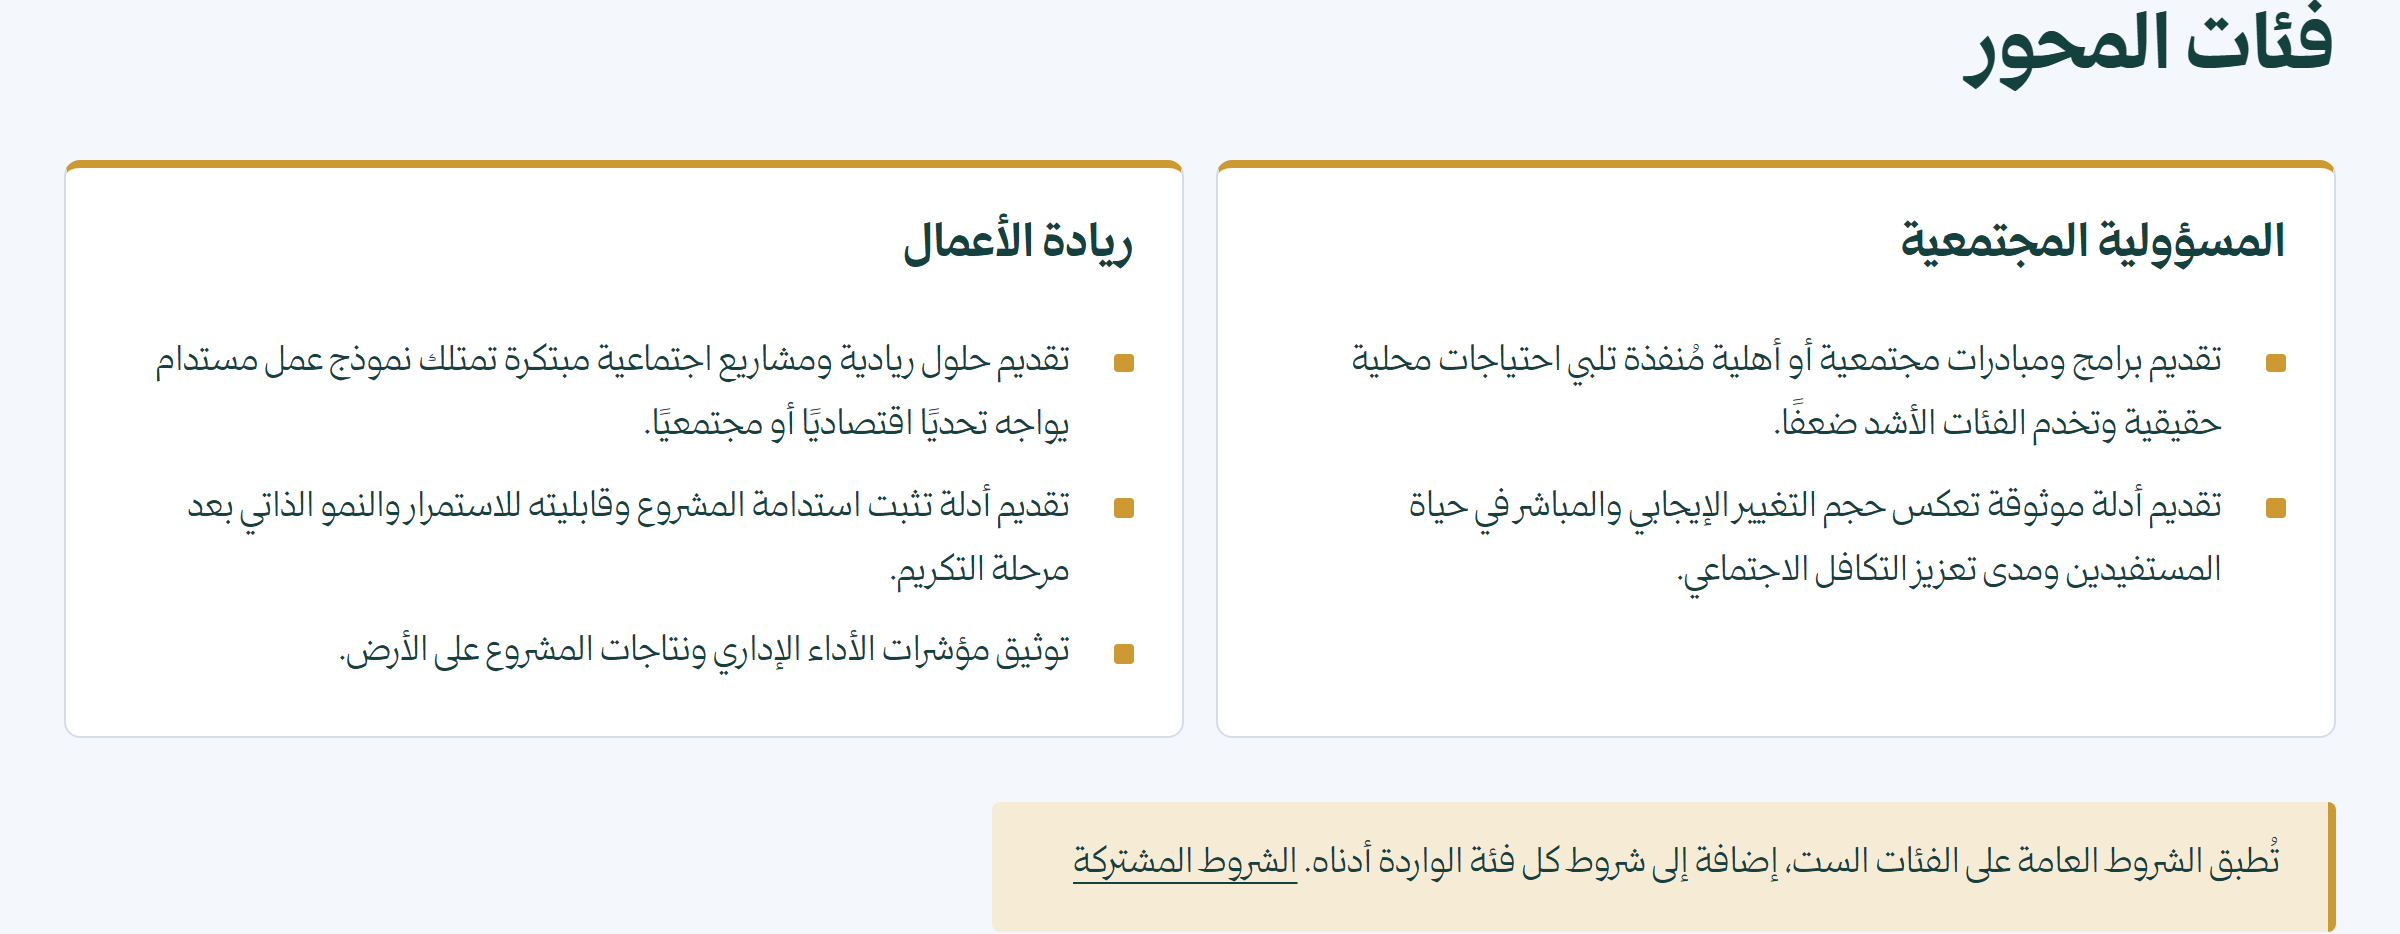 فئات المحور
المسؤولية المجتمعية
تقديم برامج ومبادرات مجتمعية أو أهلية مُنفذة تلبي احتياجات محلية
حقيقية وتخدم الفئات الأشد ضعفًا.
تقديم أدلة موثوقة تعكس حجم التغيير الإيجابي والمباشر في حياة
المستفيدين ومدى تعزيز التكافل الاجتماعي.
ريادة الأعمال
تقديم حلول ريادية ومشاريع اجتماعية مبتكرة تمتلك نموذج عمل مستدام
يواجه تحديًا اقتصاديًا أو مجتمعيًا.
تقديم أدلة تثبت استدامة المشروع وقابليته للاستمرار والنمو الذاتي بعد
مرحلة التكريم.
توثيق مؤشرات الأداء الإداري ونتاجات المشروع على الأرض.
تُطبق الشروط العامة على الفئات الست، إضافة إلى شروط كل فئة الواردة أدناه. الشروط المشتركة